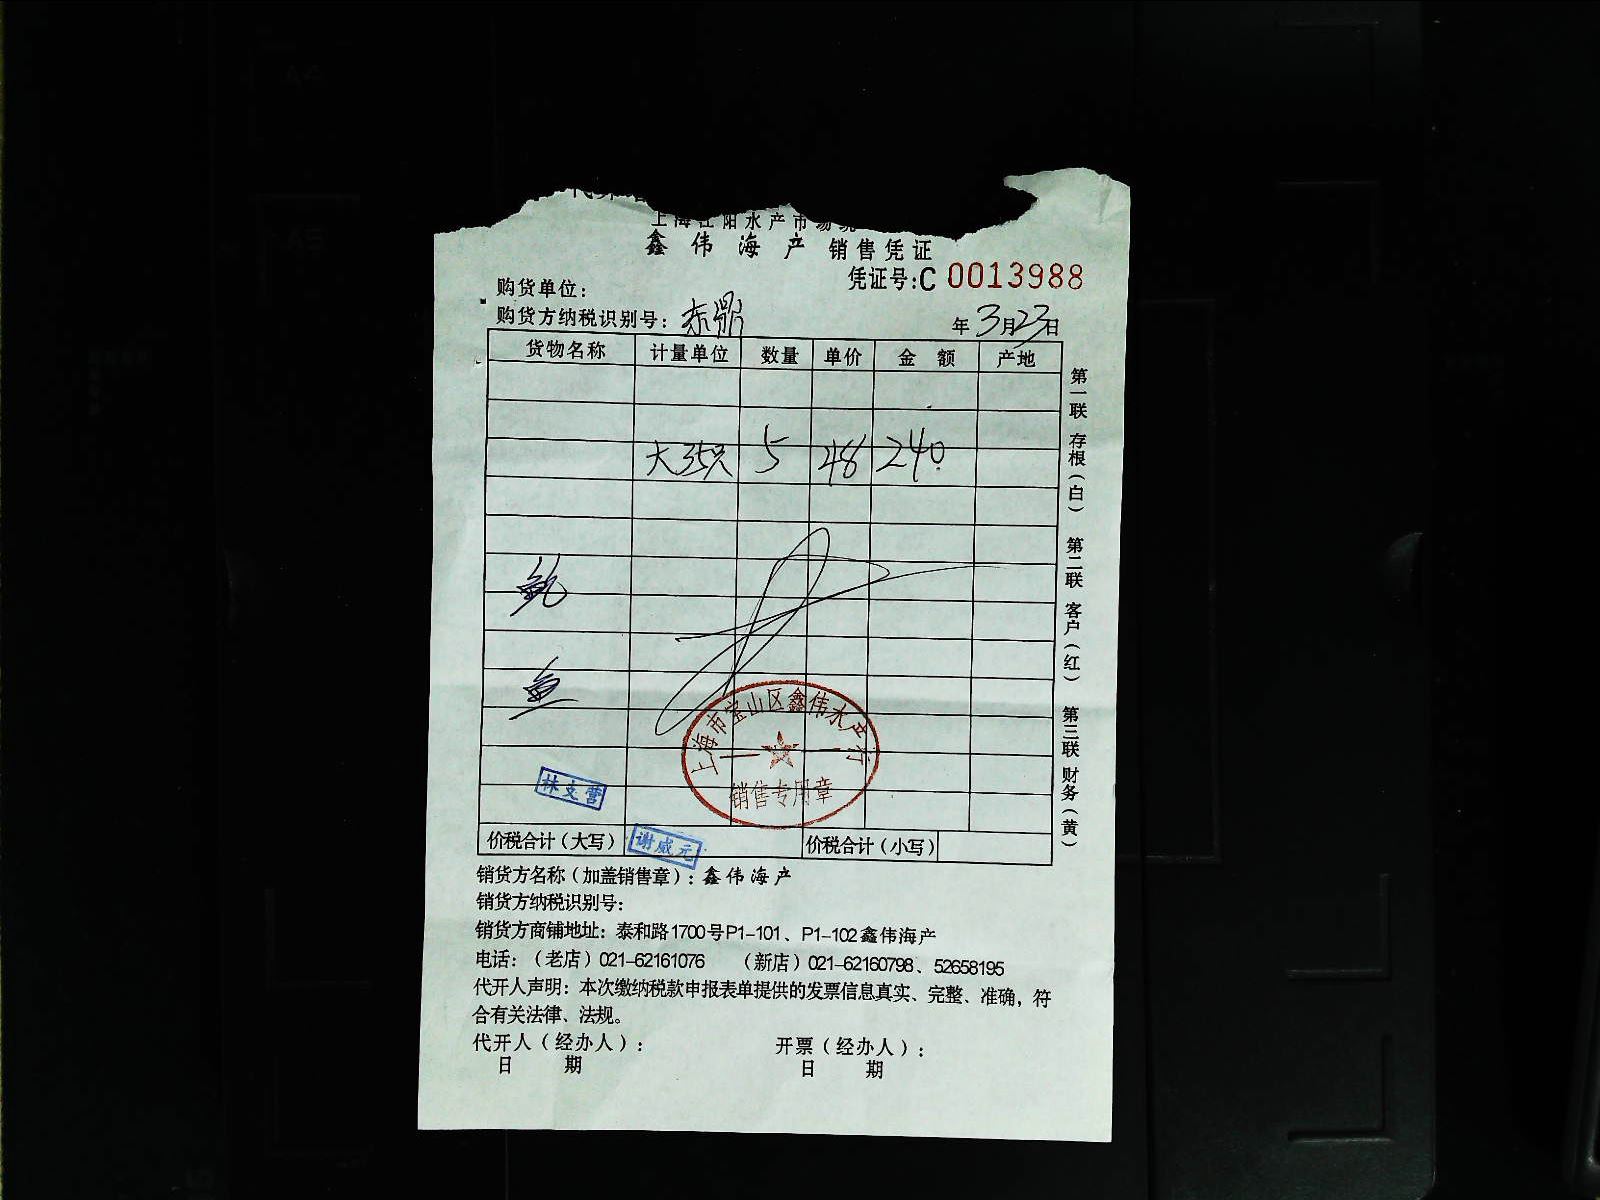 上海江阳水产市场
鑫伟海产 销售凭证
凭证号:C 0013988
购货单位:
购货方纳税识别号: 东鼎 年3月23日
货物名称 计量单位 数量 单价 金额 产地
大35只 5 48 240
鲍
鱼
上海市宝山区鑫伟水产行
销售专用章
林支营
价税合计(大写) 谢威元 价税合计(小写)
销货方名称(加盖销售章):鑫伟海产
销货方纳税识别号:
销货方商铺地址: 泰和路1700号P1-101、P1-102鑫伟海产
电话:(老店)021-62161076 (新店)021-62160798、52658195
代开人声明: 本次缴纳税款申报表单提供的发票信息真实、完整、准确, 符
合有关法律、法规。
代开人(经办人): 开票(经办人):
日期 日期
第一联 存根(白) 第二联 客户(红) 第三联 财务(黄)